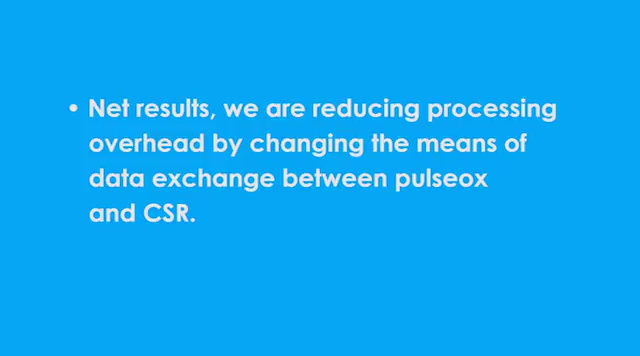 • Net results, we are reducing processing
overhead by changing the means of
data exchange between pulseox
and CSR.